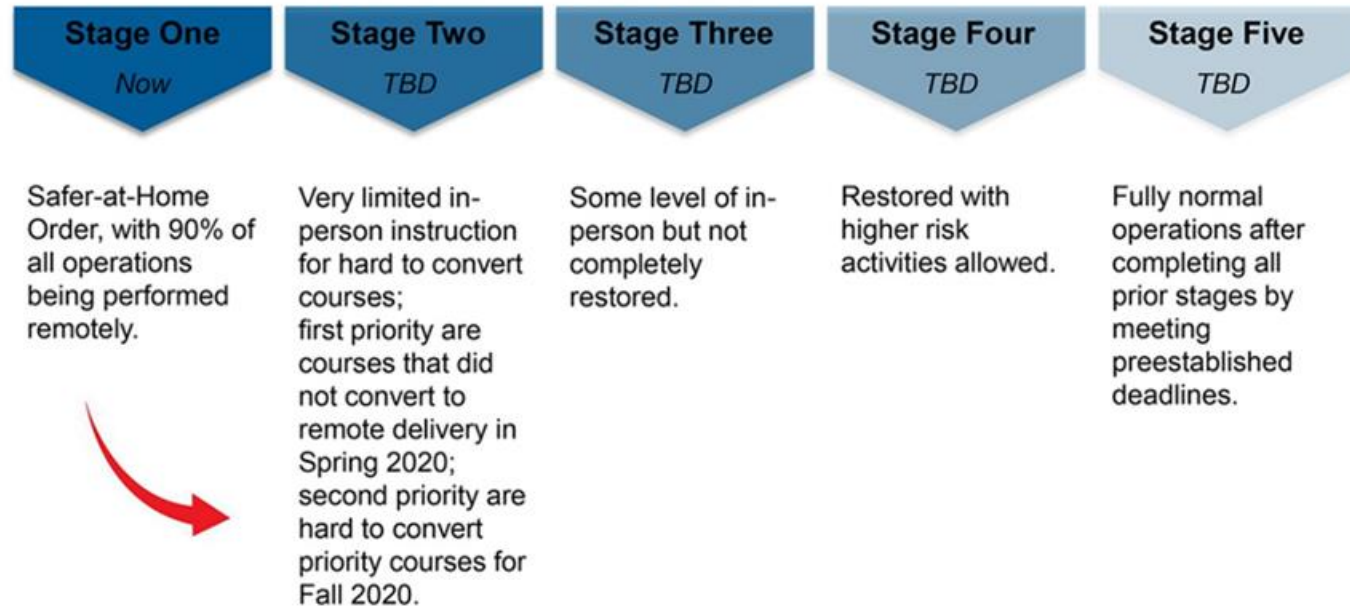 Stage One
Now
Stage Two
TBD
Stage Three
TBD
Stage Four
TBD
Stage Five
TBD
Safer-at-Home
Order, with 90% of
all operations
being performed
remotely.
Very limited in-
person instruction
for hard to convert
courses;
first priority are
courses that did
not convert to
remote delivery in
Spring 2020;
second priority are
hard to convert
priority courses for
Fall 2020.
Some level of in-
person but not
completely
restored.
Restored with
higher risk
activities allowed.
Fully normal
operations after
completing all
prior stages by
meeting
preestablished
deadlines.